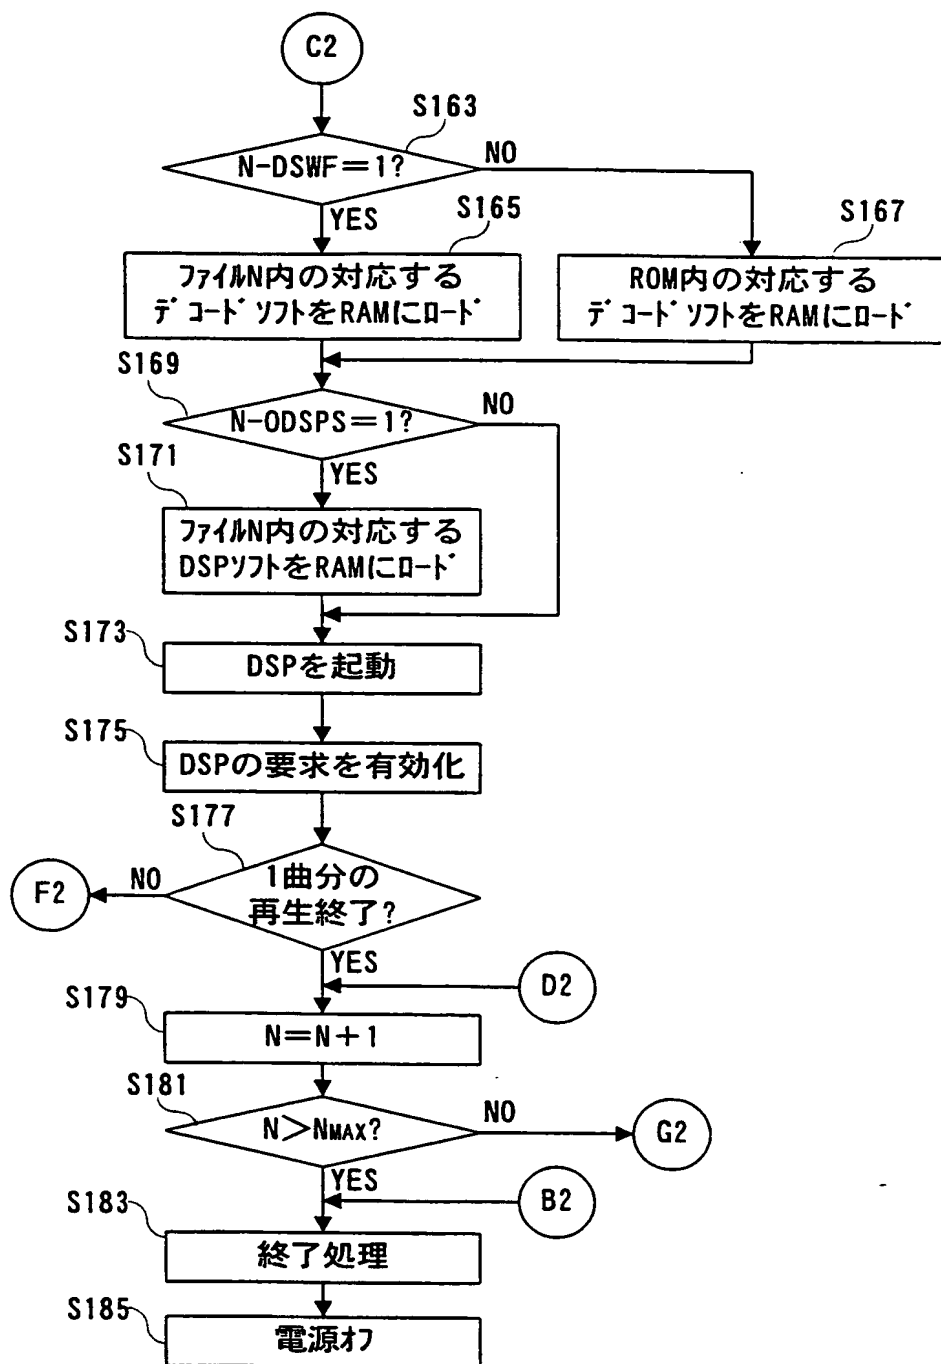 C2
S163
N-DSWF=1?
NO
YES
S165
S167
ファイルN内の対応する
デコードソフトをRAMにロード
ROM内の対応する
デコードソフトをRAMにロード
S169
N-ODSPS=1?
NO
YES
S171
ファイルN内の対応する
DSPソフトをRAMにロード
S173
DSPを起動
S175
DSPの要求を有効化
S177
1曲分の
再生終了?
NO
F2
YES
D2
S179
N=N+1
S181
N>NMAX?
NO
G2
YES
B2
S183
終了処理
S185
電源オフ